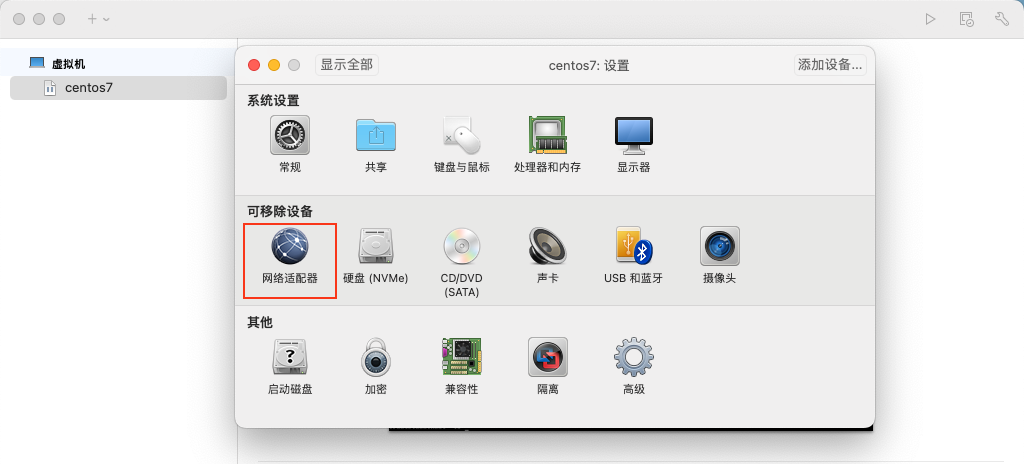 虚拟机
centos7
显示全部
centos7: 设置
添加设备...
系统设置
常规
共享
键盘与鼠标
处理器和内存
显示器
可移除设备
网络适配器
硬盘 (NVMe)
CD/DVD
(SATA)
声卡
USB 和蓝牙
摄像头
其他
启动磁盘
加密
兼容性
隔离
高级